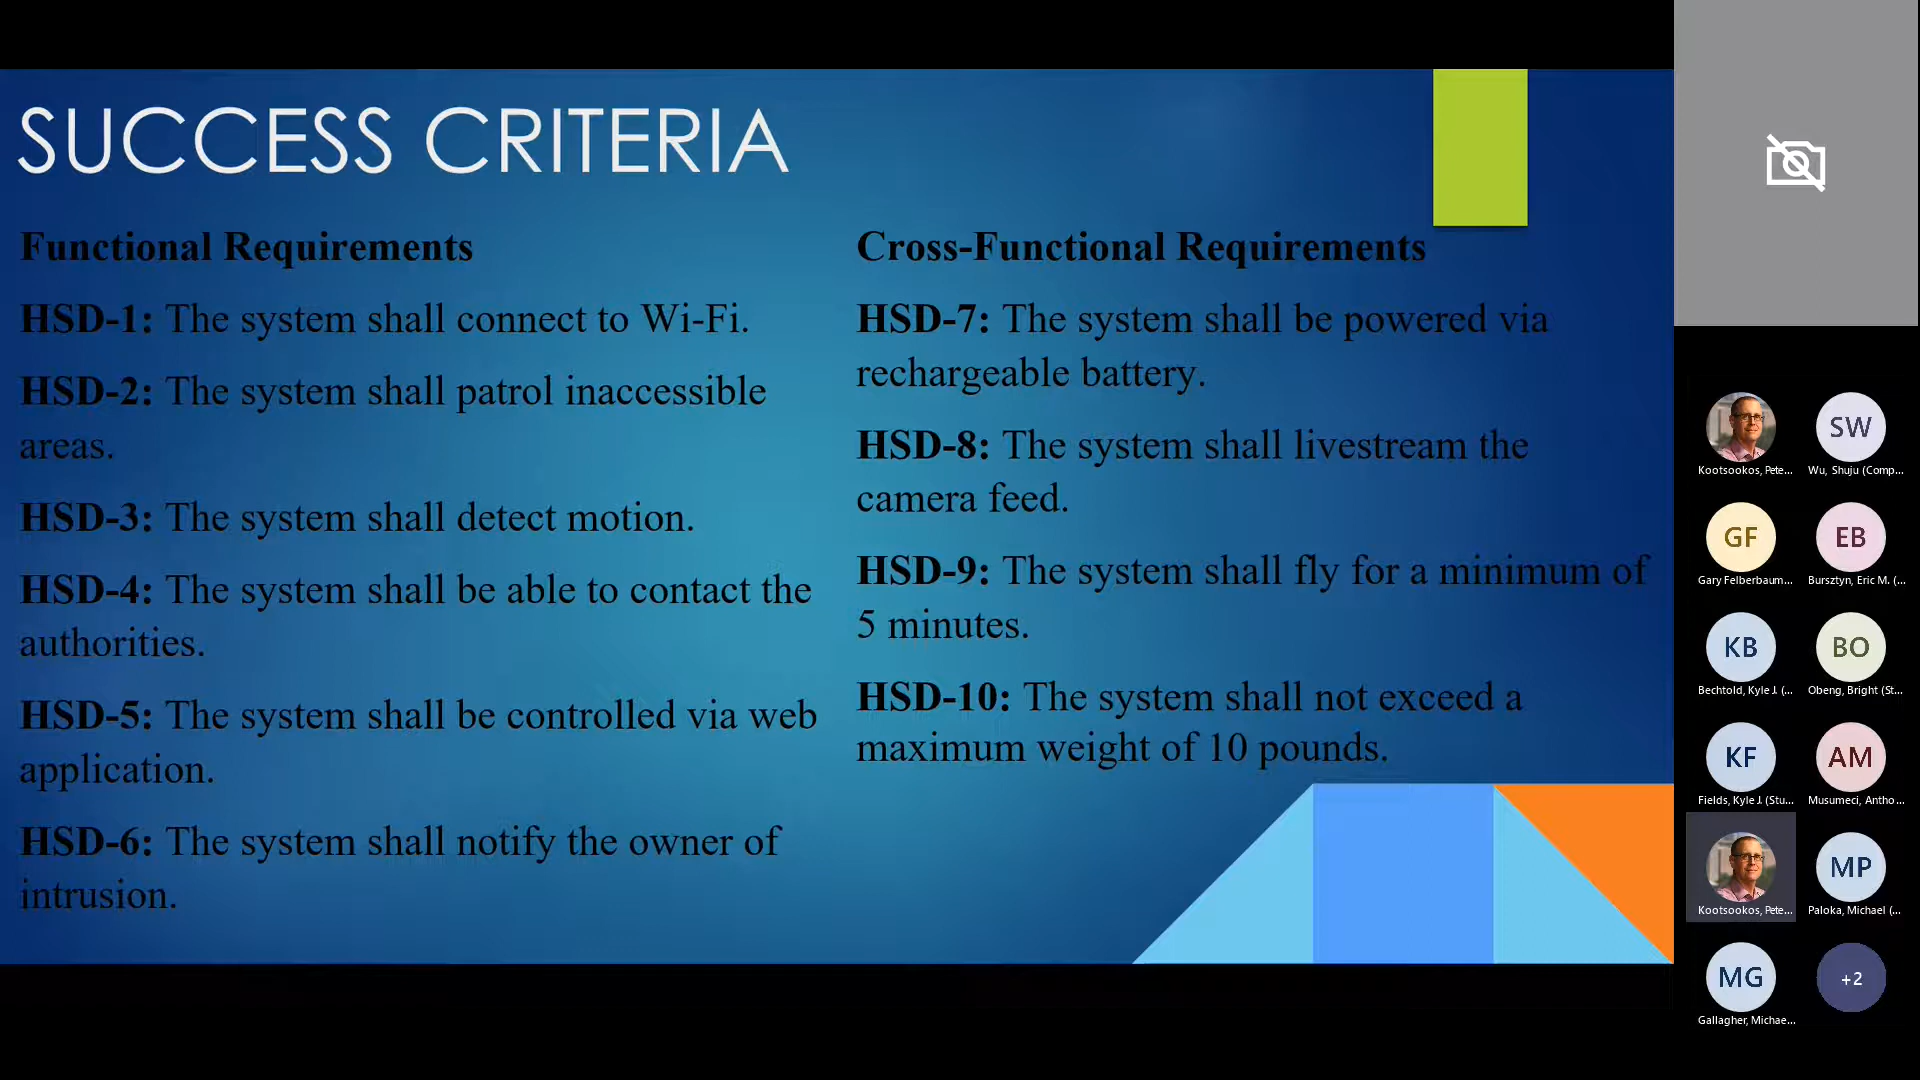 SUCCESS CRITERIA
Functional Requirements
HSD-1: The system shall connect to Wi-Fi.
HSD-2: The system shall patrol inaccessible
areas.
HSD-3: The system shall detect motion.
HSD-4: The system shall be able to contact the
authorities.
HSD-5: The system shall be controlled via web
application.
HSD-6: The system shall notify the owner of
intrusion.
Cross-Functional Requirements
HSD-7: The system shall be powered via
rechargeable battery.
HSD-8: The system shall livestream the
camera feed.
HSD-9: The system shall fly for a minimum of
5 minutes.
HSD-10: The system shall not exceed a
maximum weight of 10 pounds.
SW
Kootsookos, Pete...
Wu, Shuju (Comp...
GF
EB
Gary Felberbaum...
Bursztyn, Eric M. (...
KB
BO
Bechtold, Kyle J. (...
Obeng, Bright (St...
KF
AM
Fields, Kyle J. (Stu...
Musumeci, Antho...
MP
Kootsookos, Pete...
Paloka, Michael (...
MG
+2
Gallagher, Michae...